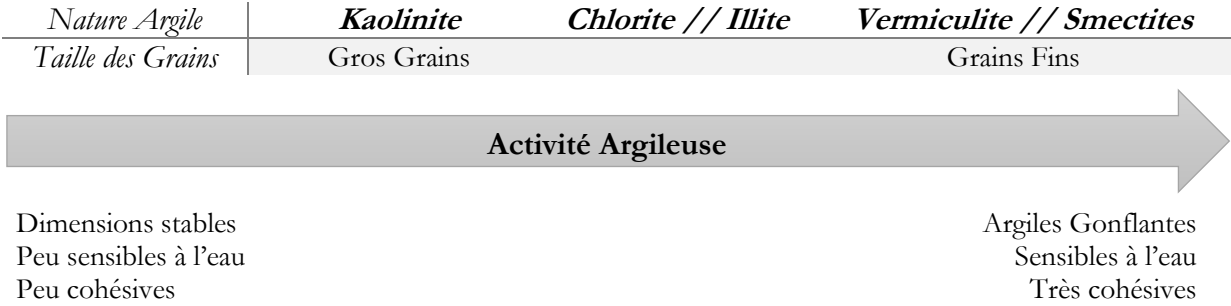 Nature Argile Kaolinite Chlorite // Illite Vermiculite // Smectites
Taille des Grains Gros Grains Grains Fins
Activité Argileuse
Dimensions stables Argiles Gonflantes
Peu sensibles à l’eau Sensibles à l’eau
Peu cohésives Très cohésives